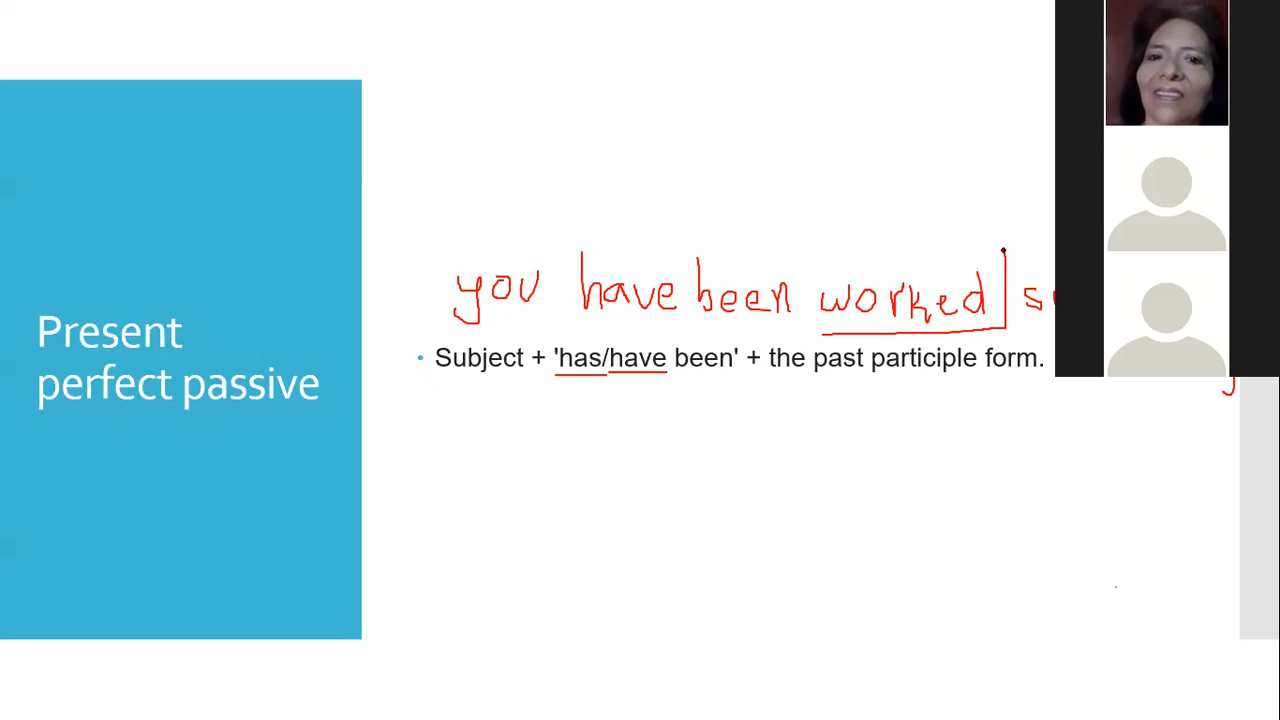 Present
perfect passive
you have been worked
Subject + 'has/have been' + the past participle form.